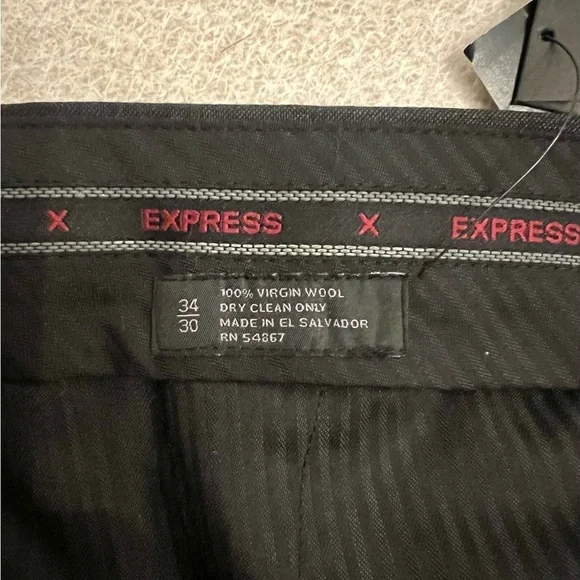 X EXPRESS X EXPRESS
34
30
100% VIRGIN WOOL
DRY CLEAN ONLY
MADE IN EL SALVADOR
RN 54867